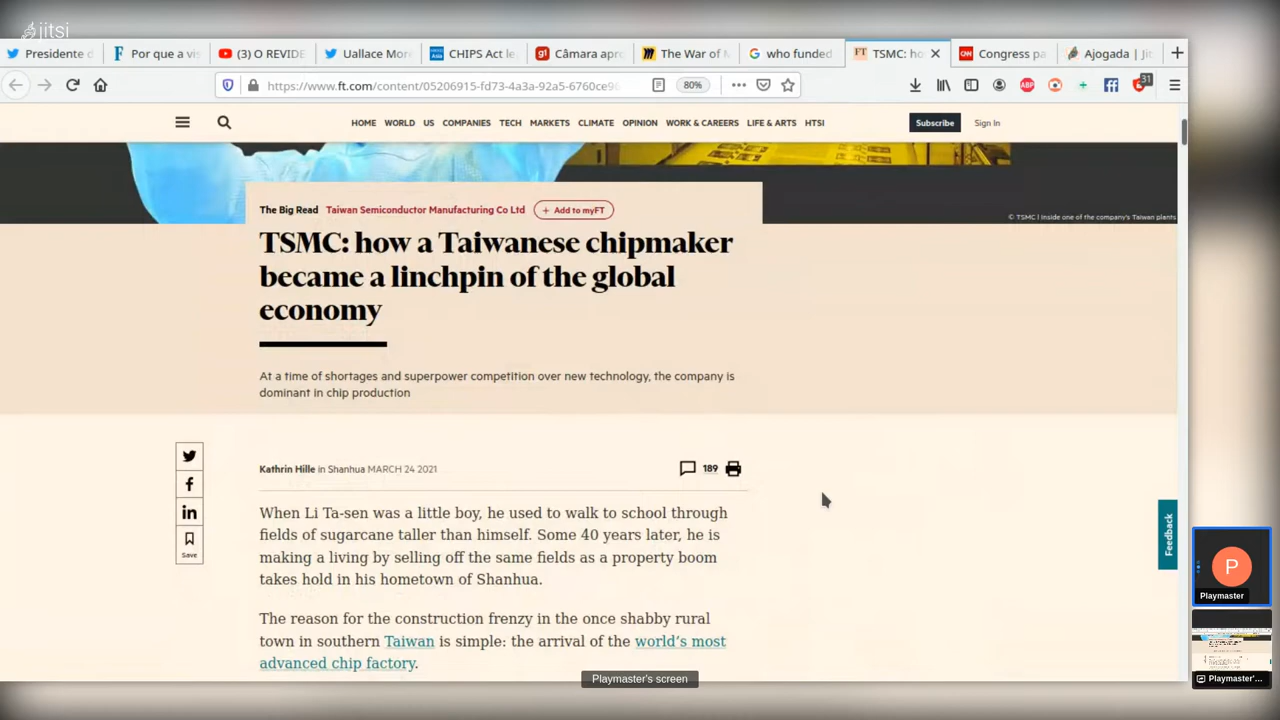 jitsi
Presidente d
Por que a vis
(3) O REVIDE
Uallace Mor
CHIPS Act le
Câmara apr
The War of M
who funded
TSMC: ho
Congress pa
Ajogada | Jit
https://www.ft.com/content/05206915-fd73-4a3a-92a5-6760ce9
80%
ABP
31
HOME WORLD US COMPANIES TECH MARKETS CLIMATE OPINION WORK & CAREERS LIFE & ARTS HTSI
Subscribe
Sign In
© TSMC | Inside one of the company's Taiwan plants
The Big Read Taiwan Semiconductor Manufacturing Co Ltd + Add to myFT
TSMC: how a Taiwanese chipmaker
became a linchpin of the global
economy
At a time of shortages and superpower competition over new technology, the company is
dominant in chip production
Kathrin Hille in Shanhua MARCH 24 2021
189
Save
When Li Ta-sen was a little boy, he used to walk to school through
fields of sugarcane taller than himself. Some 40 years later, he is
making a living by selling off the same fields as a property boom
takes hold in his hometown of Shanhua.
The reason for the construction frenzy in the once shabby rural
town in southern Taiwan is simple: the arrival of the world's most
advanced chip factory.
Feedback
P
Playmaster
Playmaster'...
Playmaster's screen